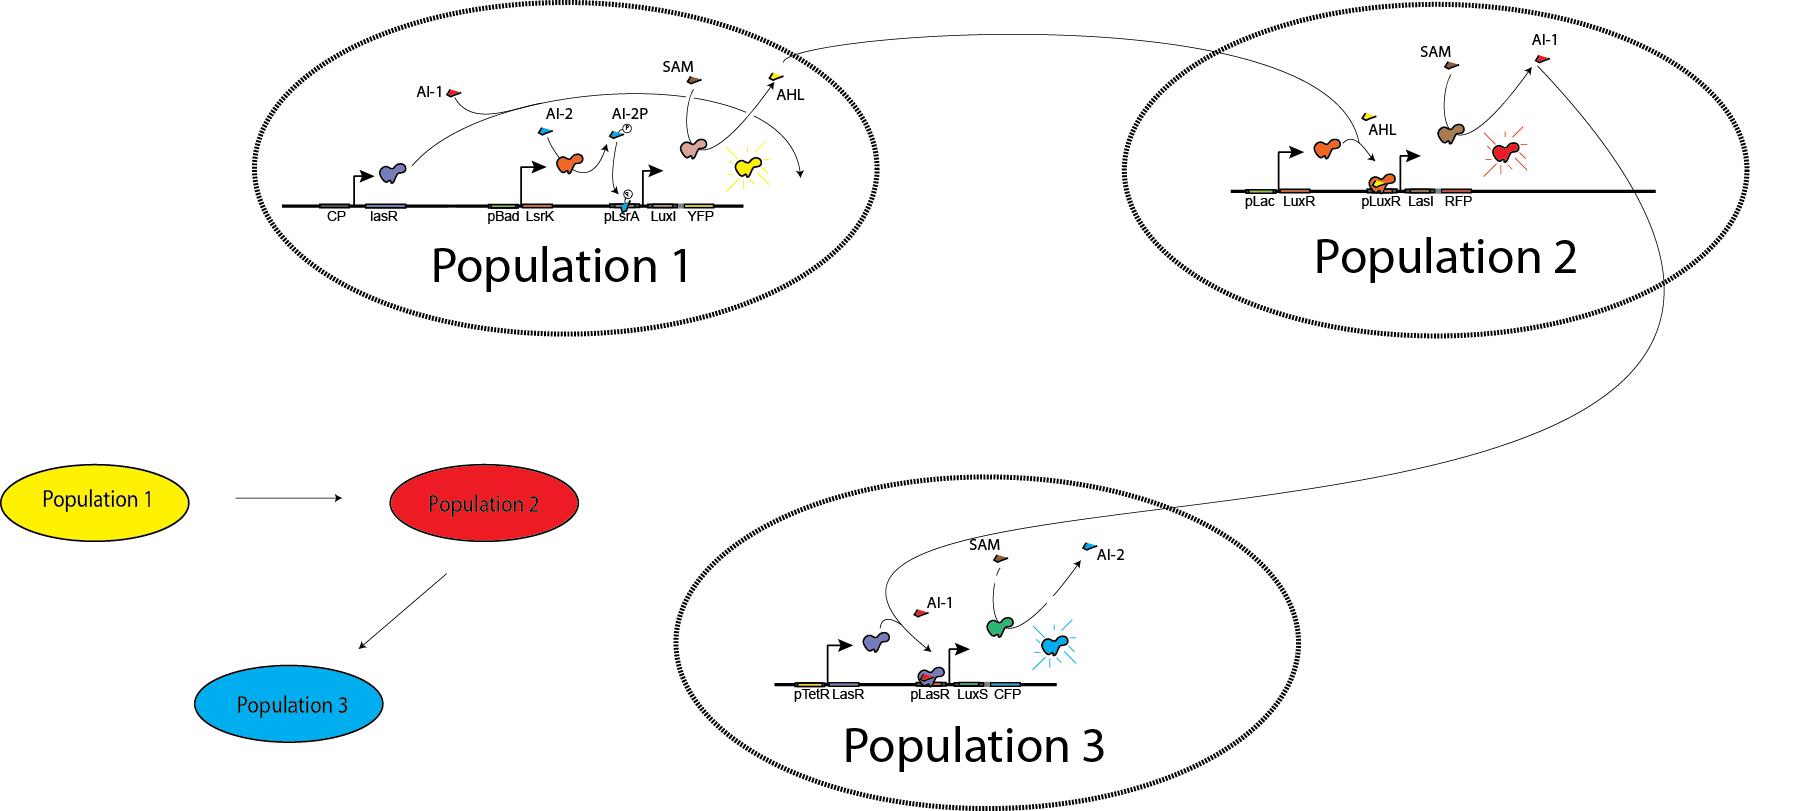 SAM
AI-1
AHL
AI-2
AI-2P
P
P
CP
lasR
pBad
LsrK
pLsrA
LuxI
YFP
Population 1
SAM
AI-1
AHL
pLac
LuxR
pLuxR
LasI
RFP
Population 2
Population 1
Population 2
Population 3
SAM
AI-2
AI-1
pTetR
LasR
pLasR
LuxS
CFP
Population 3